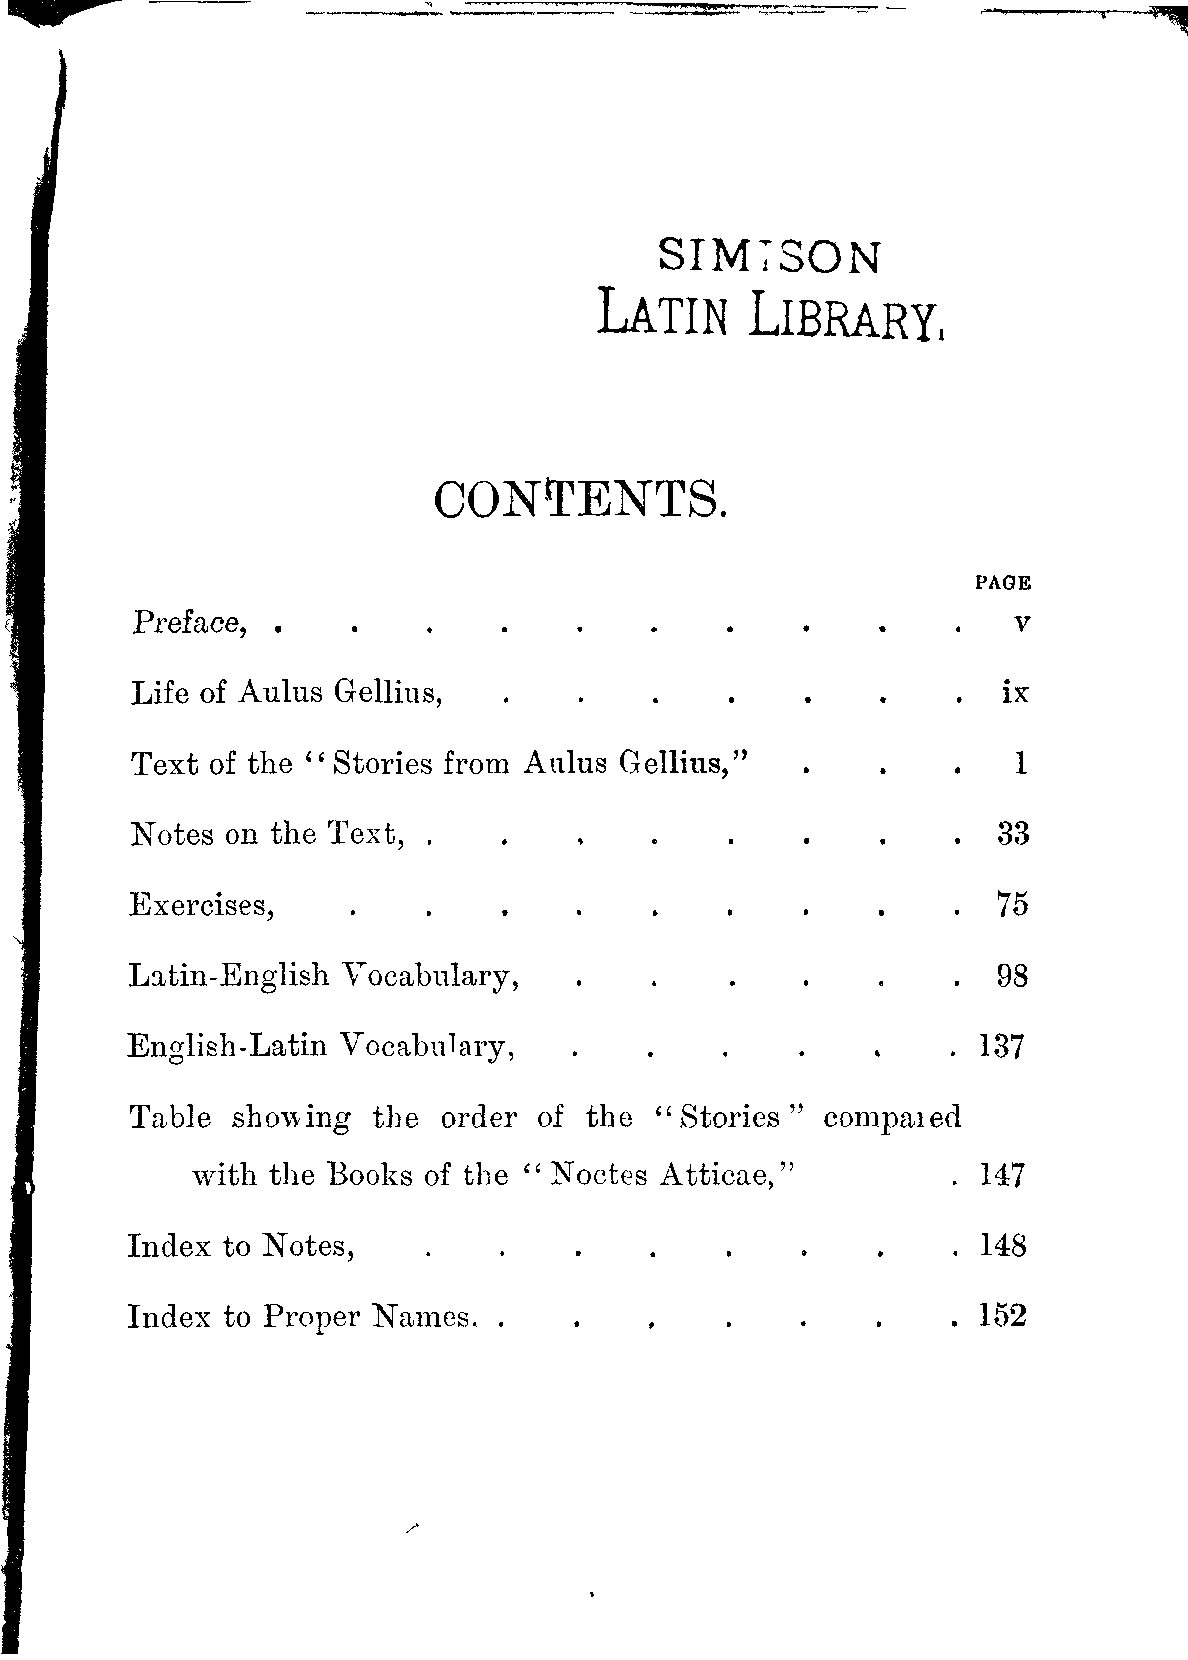 SIMPSON
LATIN LIBRARY.
CONTENTS.
PAGE
Preface, . . . . . . . . . . v
Life of Aulus Gellius, . . . . . . . ix
Text of the “Stories from Aulus Gellius,” . . . 1
Notes on the Text, . . . . . . . . 33
Exercises, . . . . . . . . . 75
Latin-English Vocabulary, . . . . . . 98
English-Latin Vocabulary, . . . . . . 137
Table showing the order of the “Stories” compared
with the Books of the “Noctes Atticae,” . 147
Index to Notes, . . . . . . . . 148
Index to Proper Names. . . . . . . . 152